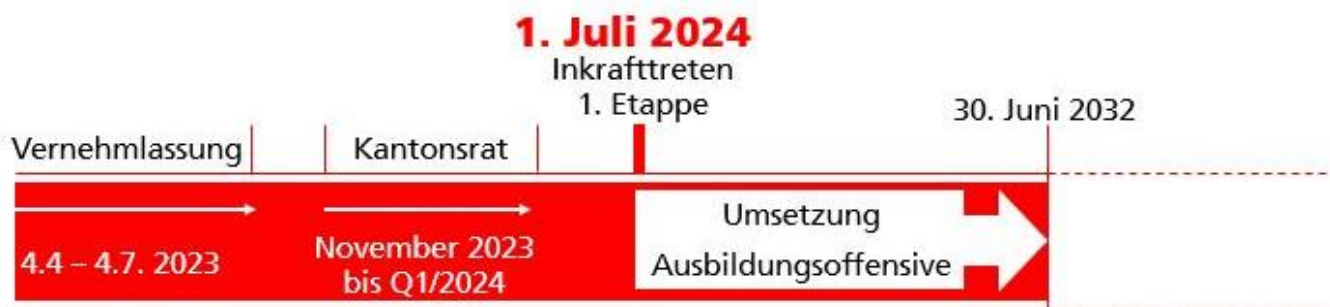 1. Juli 2024
Inkrafttreten
1. Etappe
30. Juni 2032
Vernehmlassung
Kantonsrat
4.4 – 4.7. 2023
November 2023
bis Q1/2024
Umsetzung
Ausbildungsoffensive